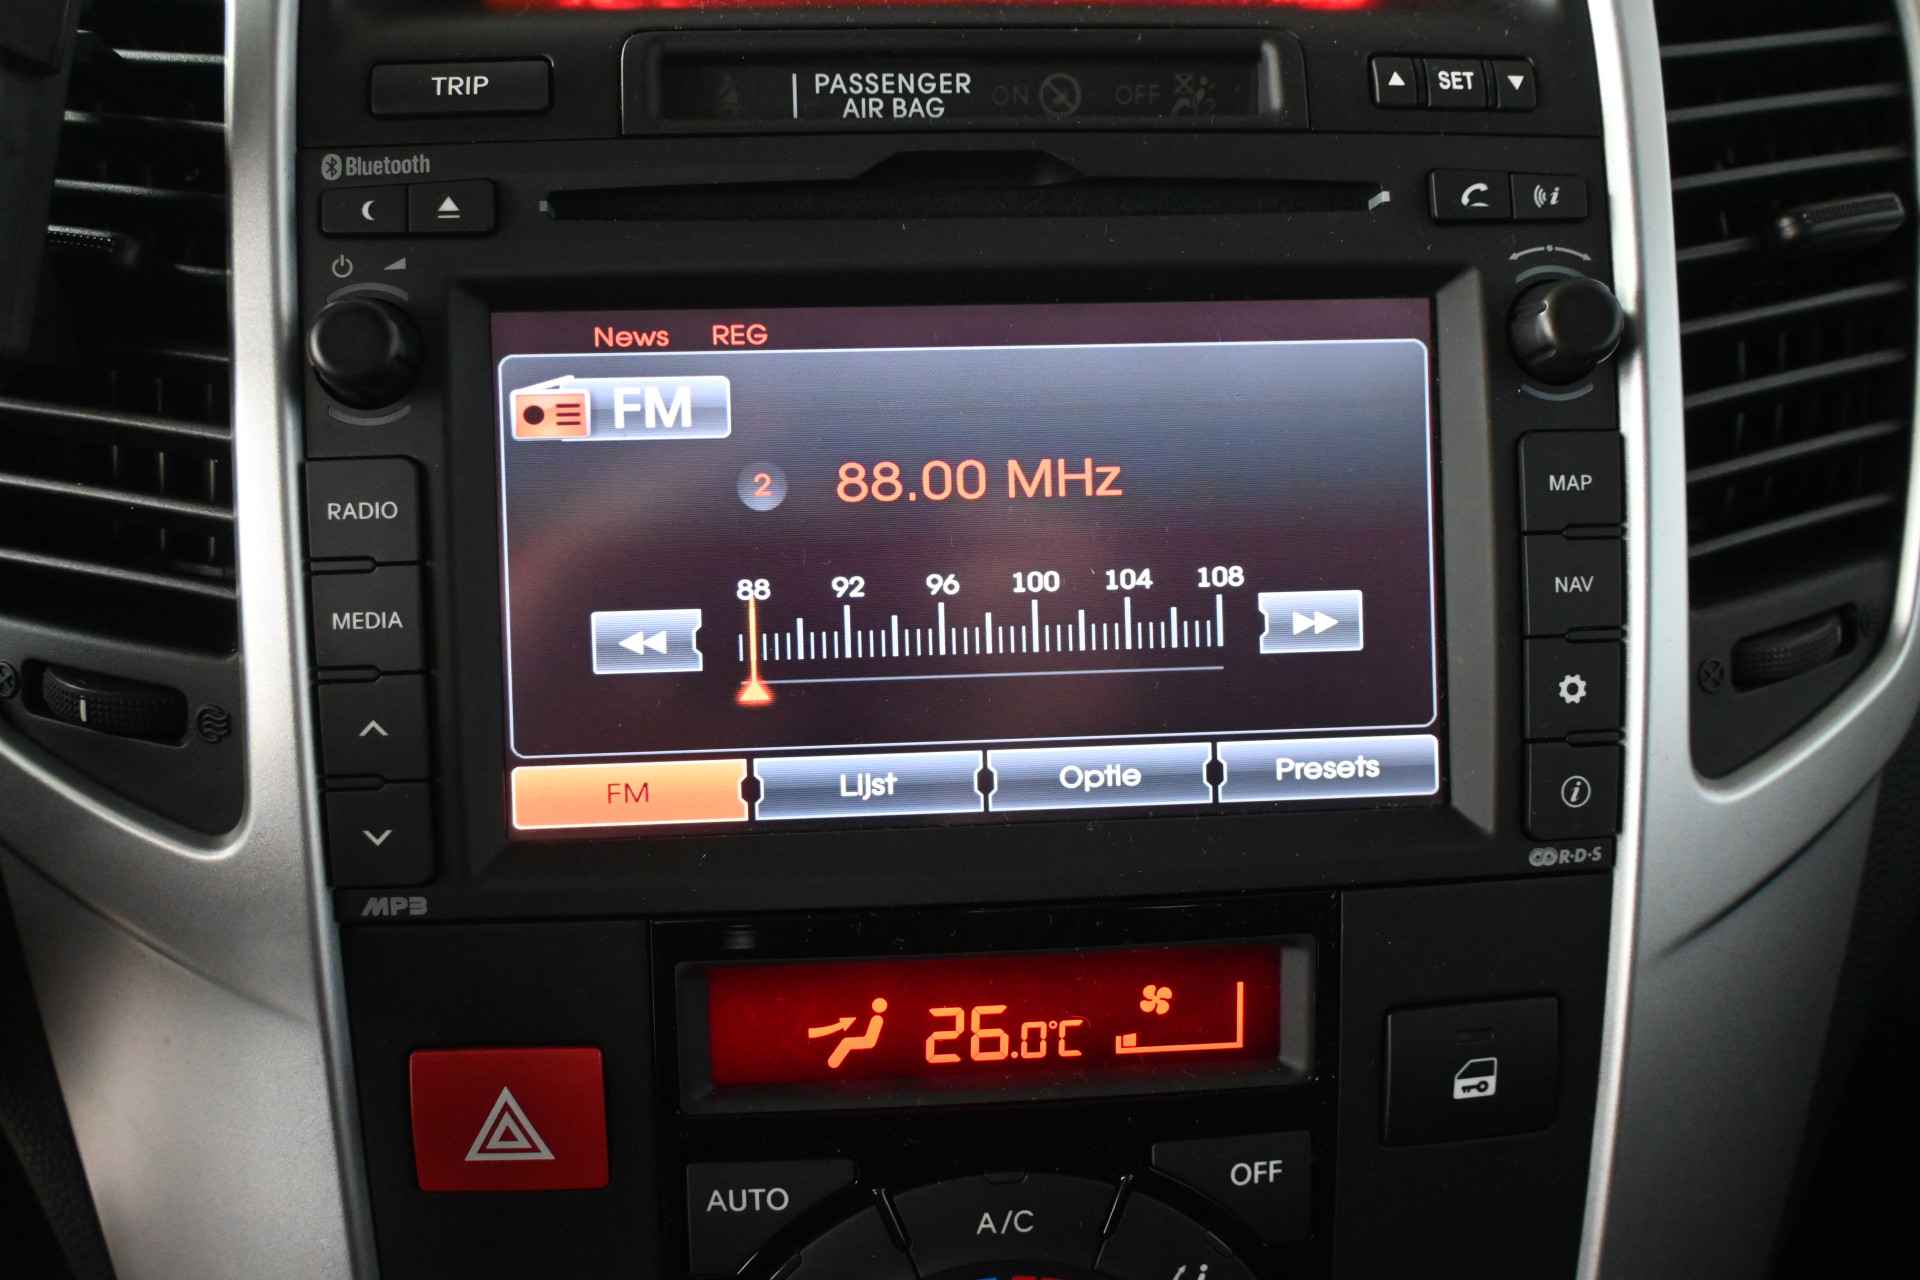 TRIP
PASSENGER
AIR BAG
ON
OFF
SET
Bluetooth
News REG
FM
2 88.00 MHz
88 92 96 100 104 108
FM Lijst Optie Presets
RADIO
MEDIA
MAP
NAV
MP3
R·D·S
26.0°C
AUTO
A/C
OFF